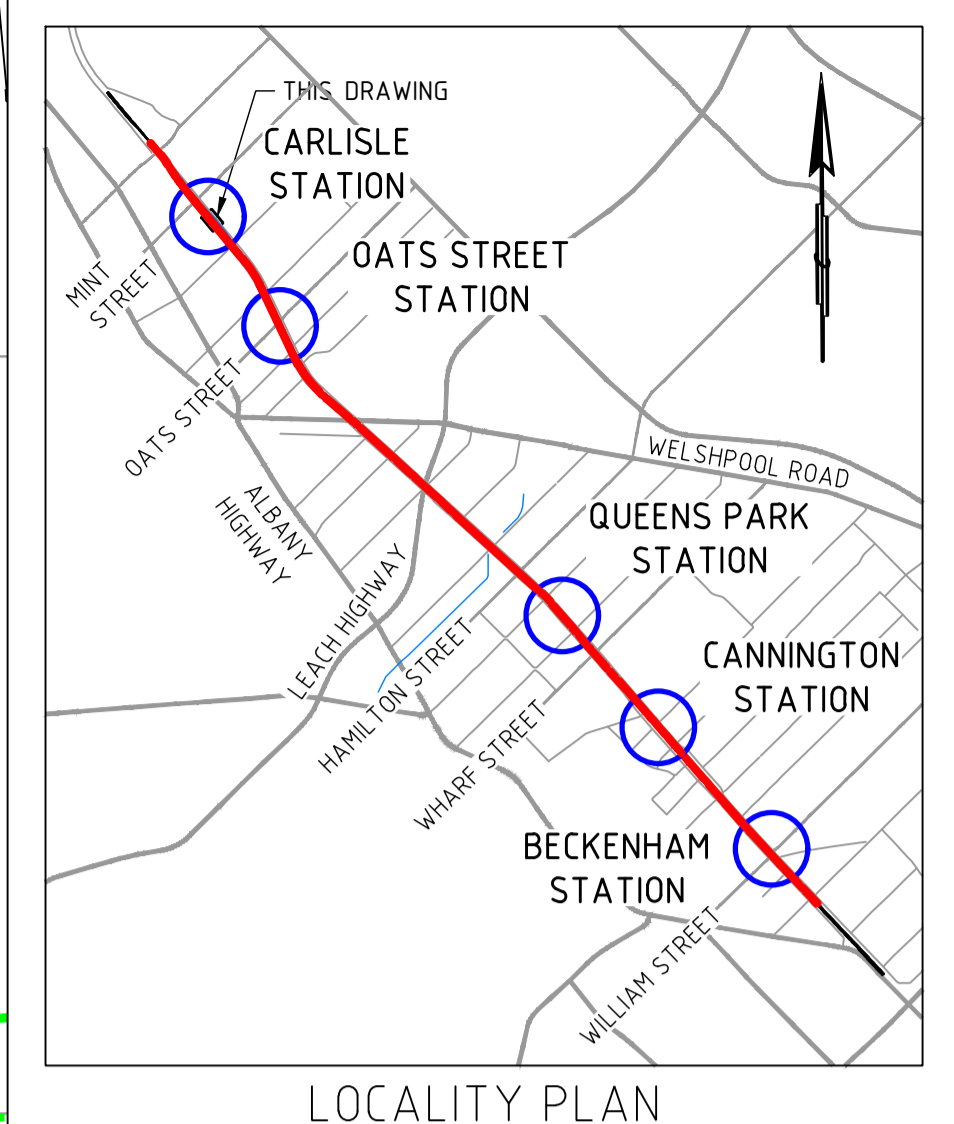 THIS DRAWING
CARLISLE
STATION
OATS STREET
STATION
MINT
STREET
OATS STREET
WELSHPOOL ROAD
ALBANY
HIGHWAY
QUEENS PARK
STATION
LEACH HIGHWAY
HAMILTON STREET
CANNINGTON
STATION
WHARF STREET
BECKENHAM
STATION
WILLIAM STREET
LOCALITY PLAN